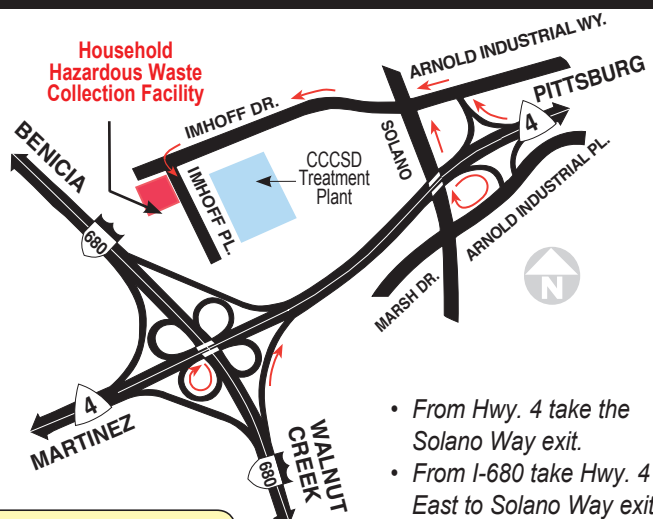 Household
Hazardous Waste
Collection Facility
ARNOLD INDUSTRIAL WY.
PITTSBURG
4
IMHOFF DR.
SOLANO
BENICIA
CCCSD
Treatment
Plant
IMHOFF PL.
ARNOLD INDUSTRIAL PL.
680
MARSH DR.
N
4
MARTINEZ
WALNUT
CREEK
680
• From Hwy. 4 take the
Solano Way exit.
• From I-680 take Hwy. 4
East to Solano Way exit